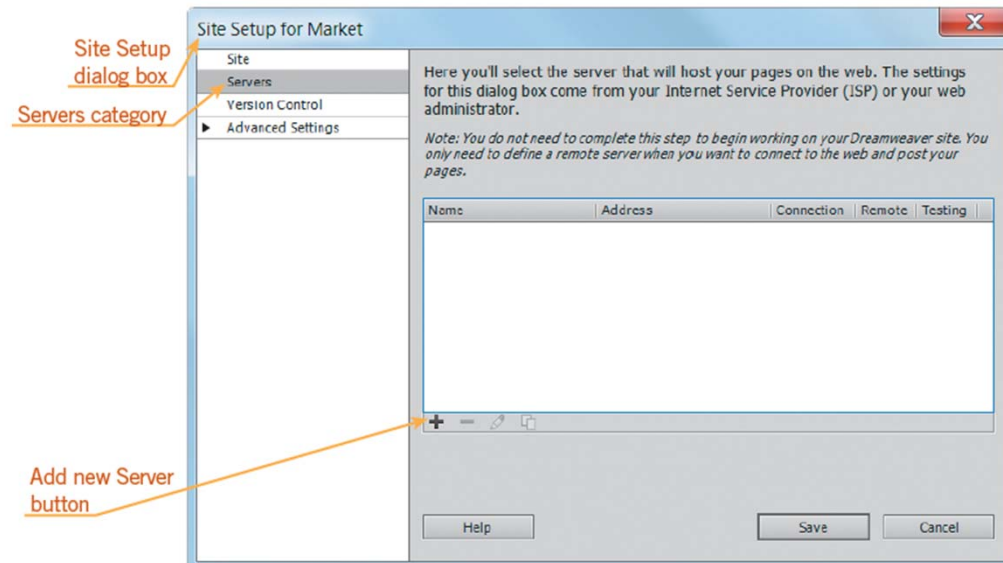 Site Setup
dialog box
Servers category
Add new Server
button
Site Setup for Market
Site
Servers
Version Control
Advanced Settings
Here you'll select the server that will host your pages on the web. The settings
for this dialog box come from your Internet Service Provider (ISP) or your web
administrator.
Note: You do not need to complete this step to begin working on your Dreamweaver site. You
only need to define a remote server when you want to connect to the web and post your
pages.
Name Address Connection Remote Testing
Help Save Cancel